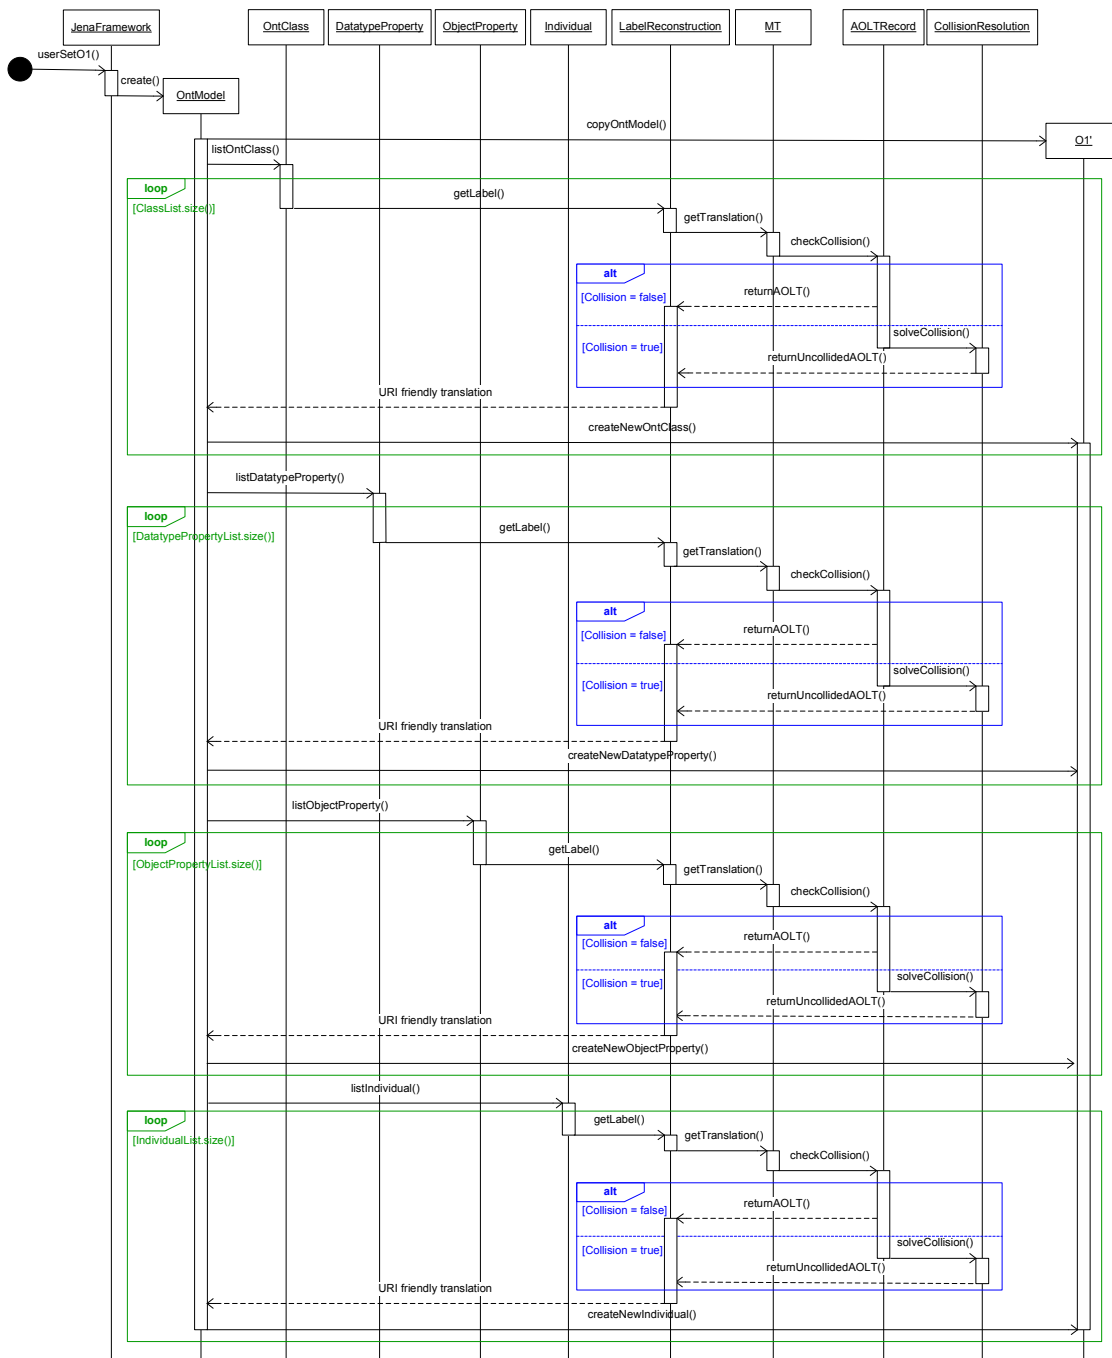 JenaFramework
OntClass
DatatypeProperty
ObjectProperty
Individual
LabelReconstruction
MT
AOLTRecord
CollisionResolution
userSetO1()
create()
OntModel
copyOntModel()
O1'
listOntClass()
loop
[ClassList.size()]
getLabel()
getTranslation()
checkCollision()
alt
[Collision = false]
returnAOLT()
solveCollision()
[Collision = true]
returnUncollidedAOLT()
URI friendly translation
createNewOntClass()
listDatatypeProperty()
loop
[DatatypePropertyList.size()]
getLabel()
getTranslation()
checkCollision()
alt
[Collision = false]
returnAOLT()
solveCollision()
[Collision = true]
returnUncollidedAOLT()
URI friendly translation
createNewDatatypeProperty()
listObjectProperty()
loop
[ObjectPropertyList.size()]
getLabel()
getTranslation()
checkCollision()
alt
[Collision = false]
returnAOLT()
solveCollision()
[Collision = true]
returnUncollidedAOLT()
URI friendly translation
createNewObjectProperty()
listIndividual()
loop
[IndividualList.size()]
getLabel()
getTranslation()
checkCollision()
alt
[Collision = false]
returnAOLT()
solveCollision()
[Collision = true]
returnUncollidedAOLT()
URI friendly translation
createNewIndividual()